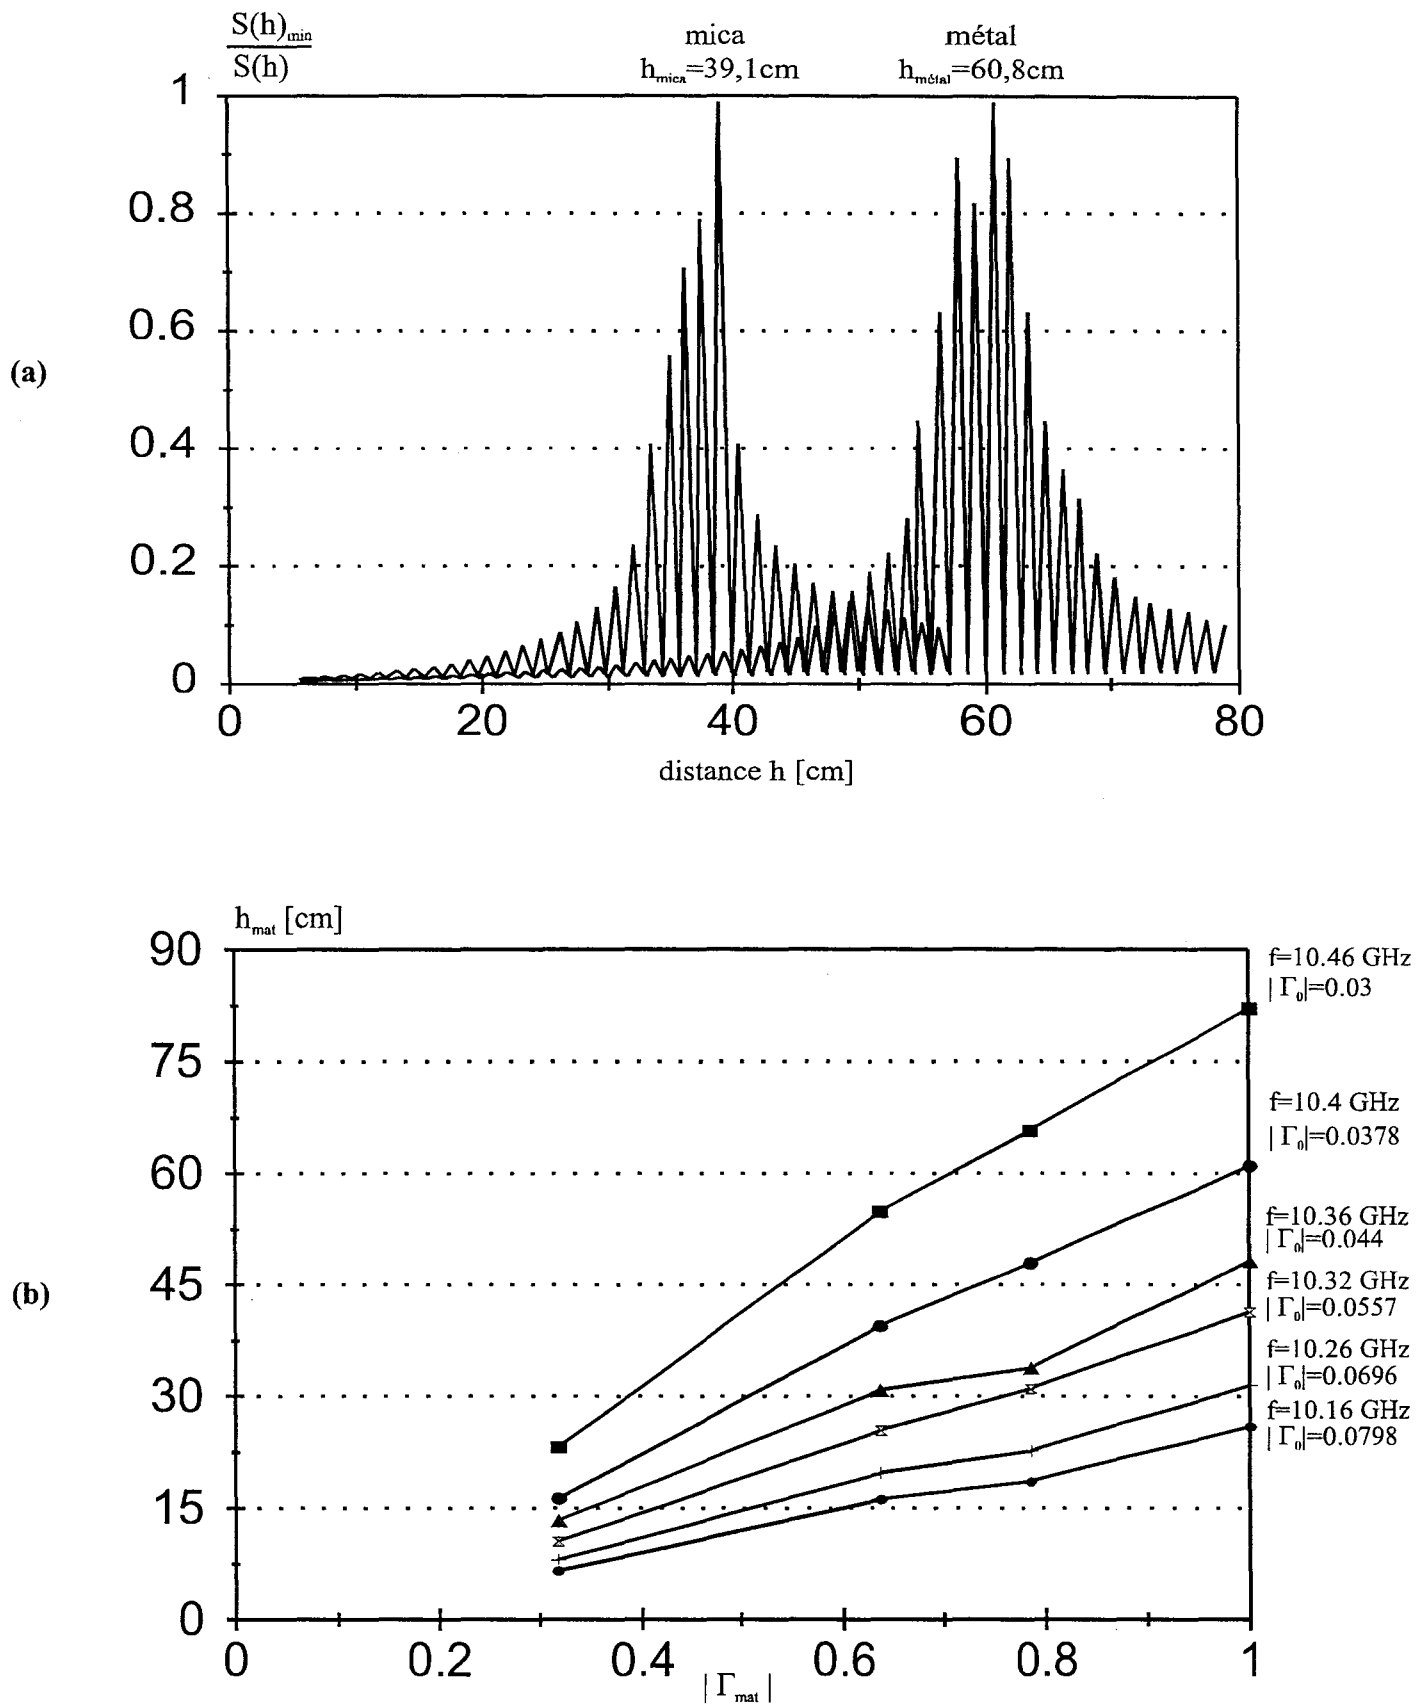 S(h)min
S(h)
mica
hmica=39,1cm
métal
hmétal=60,8cm
1
0.8
0.6
0.4
0.2
0
(a)
0 20 40 60 80
distance h [cm]
hmat [cm]
90
75
60
45
30
15
0
(b)
f=10.46 GHz
|Γ0|=0.03
f=10.4 GHz
|Γ0|=0.0378
f=10.36 GHz
|Γ0|=0.044
f=10.32 GHz
|Γ0|=0.0557
f=10.26 GHz
|Γ0|=0.0696
f=10.16 GHz
|Γ0|=0.0798
0 0.2 0.4 0.6 0.8 1
|Γmat|